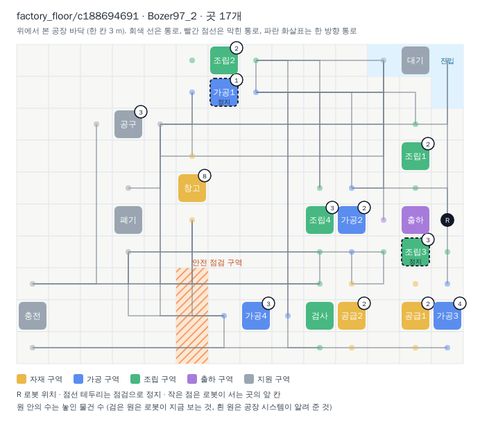 factory_floor/c188694691 · Bozer97_2 · 곳 17개
위에서 본 공장 바닥 (한 칸 3 m). 회색 선은 통로, 빨간 점선은 막힌 통로, 파란 화살표는 한 방향 통로
조립2 2
대기
진입
가공1 1
정지
공구 3
조립1 2
창고 8
폐기
조립4 3
가공2 2
출하
R
조립3 3
정지
안전 점검 구역
충전
가공4 3
검사
공급2 2
공급1 2
가공3 4
자재 구역
가공 구역
조립 구역
출하 구역
지원 구역
R 로봇 위치 · 점선 테두리는 점검으로 정지 · 작은 점은 로봇이 서는 곳의 앞 칸
원 안의 수는 놓인 물건 수 (검은 원은 로봇이 지금 보는 것, 흰 원은 공장 시스템이 알려 준 것)